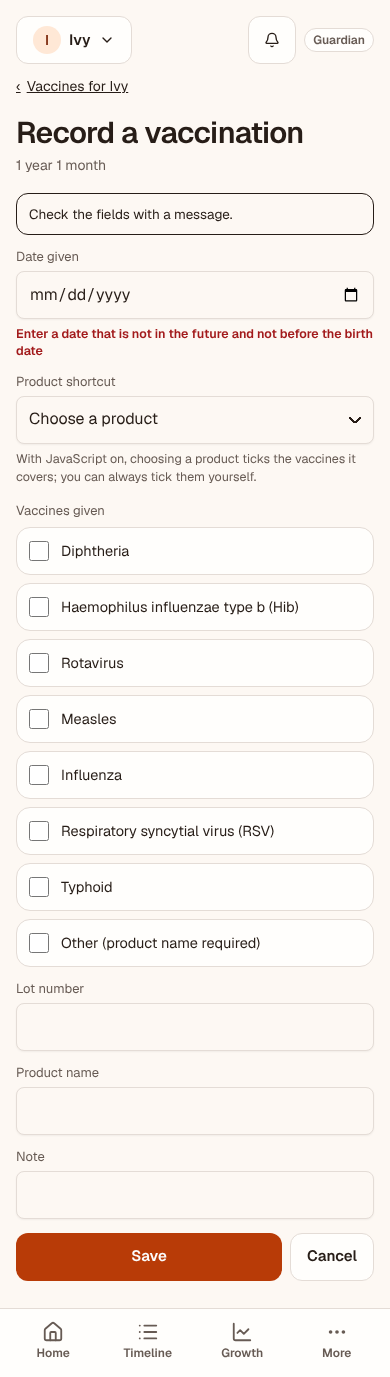 I Ivy
Guardian
‹ Vaccines for Ivy
Record a vaccination
1 year 1 month
Check the fields with a message.
Date given
mm/dd/yyyy
Enter a date that is not in the future and not before the birth
date
Product shortcut
Choose a product
With JavaScript on, choosing a product ticks the vaccines it
covers; you can always tick them yourself.
Vaccines given
Diphtheria
Haemophilus influenzae type b (Hib)
Rotavirus
Measles
Influenza
Respiratory syncytial virus (RSV)
Typhoid
Other (product name required)
Lot number
Product name
Note
Save
Cancel
Home
Timeline
Growth
More